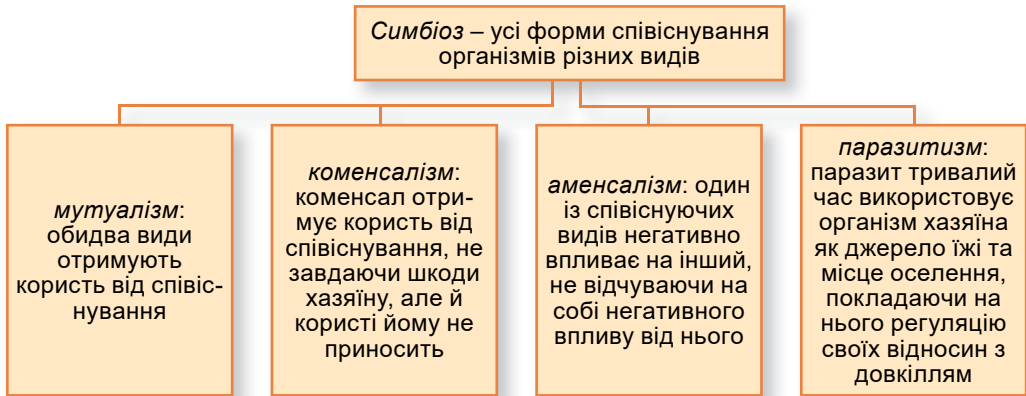 Симбіоз – усі форми співіснування
організмів різних видів
мутуалізм:
обидва види
отримують
користь від співіс-
нування
коменсалізм:
коменсал отри-
мує користь від
співіснування, не
завдаючи шкоди
хазяїну, але й
користі йому не
приносить
аменсалізм: один
із співіснуючих
видів негативно
впливає на інший,
не відчуваючи на
собі негативного
впливу від нього
паразитизм:
паразит тривалий
час використовує
організм хазяїна
як джерело їжі та
місце оселення,
покладаючи на
нього регуляцію
своїх відносин з
довкіллям